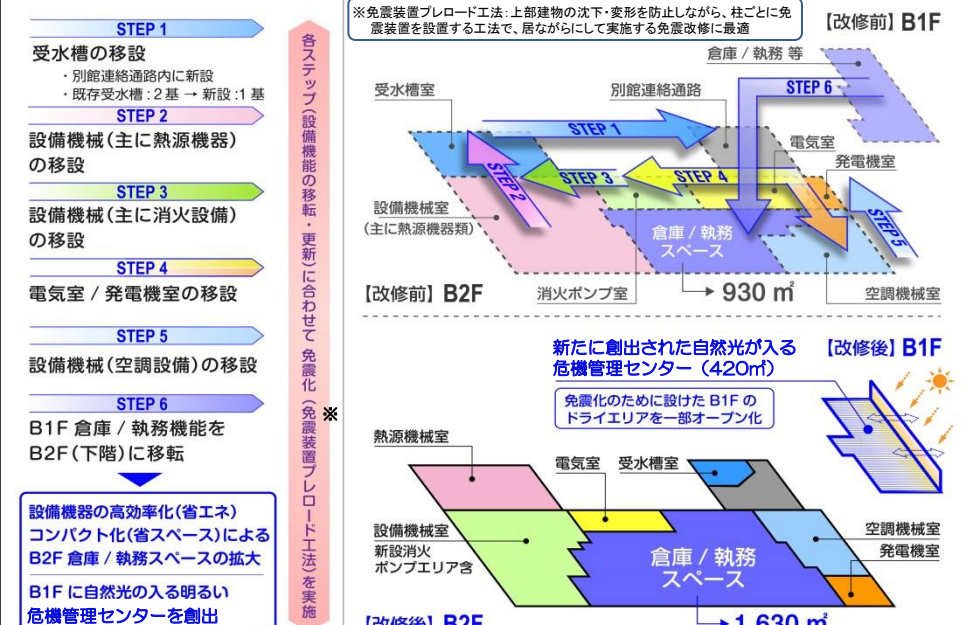 STEP 1
受水槽の移設
・別館連絡通路内に新設
・既存受水槽：2基 → 新設：1基
STEP 2
設備機械（主に熱源機器）
の移設
STEP 3
設備機械（主に消火設備）
の移設
STEP 4
電気室 / 発電機室の移設
STEP 5
設備機械（空調設備）の移設
STEP 6
B1F 倉庫 / 執務機能を
B2F（下階）に移転
設備機器の高効率化（省エネ）
コンパクト化（省スペース）による
B2F 倉庫 / 執務スペースの拡大
B1F に自然光の入る明るい
危機管理センターを創出
各ステップ（設備機能の移転・更新）に合わせて 免震化（免震装置プレロード工法）を実施
※
※免震装置プレロード工法：上部建物の沈下・変形を防止しながら、柱ごとに免
震装置を設置する工法で、居ながらにして実施する免震改修に最適
【改修前】B1F
倉庫 / 執務 等
受水槽室
別館連絡通路
STEP 6
STEP 1
電気室
発電機室
STEP 2
STEP 3
STEP 4
STEP 5
設備機械室
（主に熱源機器類）
倉庫 / 執務
スペース
【改修前】B2F
消火ポンプ室
930 ㎡
空調機械室
新たに創出された自然光が入る
危機管理センター（420㎡）
【改修後】B1F
免震化のために設けた B1F の
ドライエリアを一部オープン化
熱源機械室
電気室
受水槽室
設備機械室
新設消火
ポンプエリア含
倉庫 / 執務
スペース
空調機械室
発電機室
【改修後】B2F
1,630 ㎡